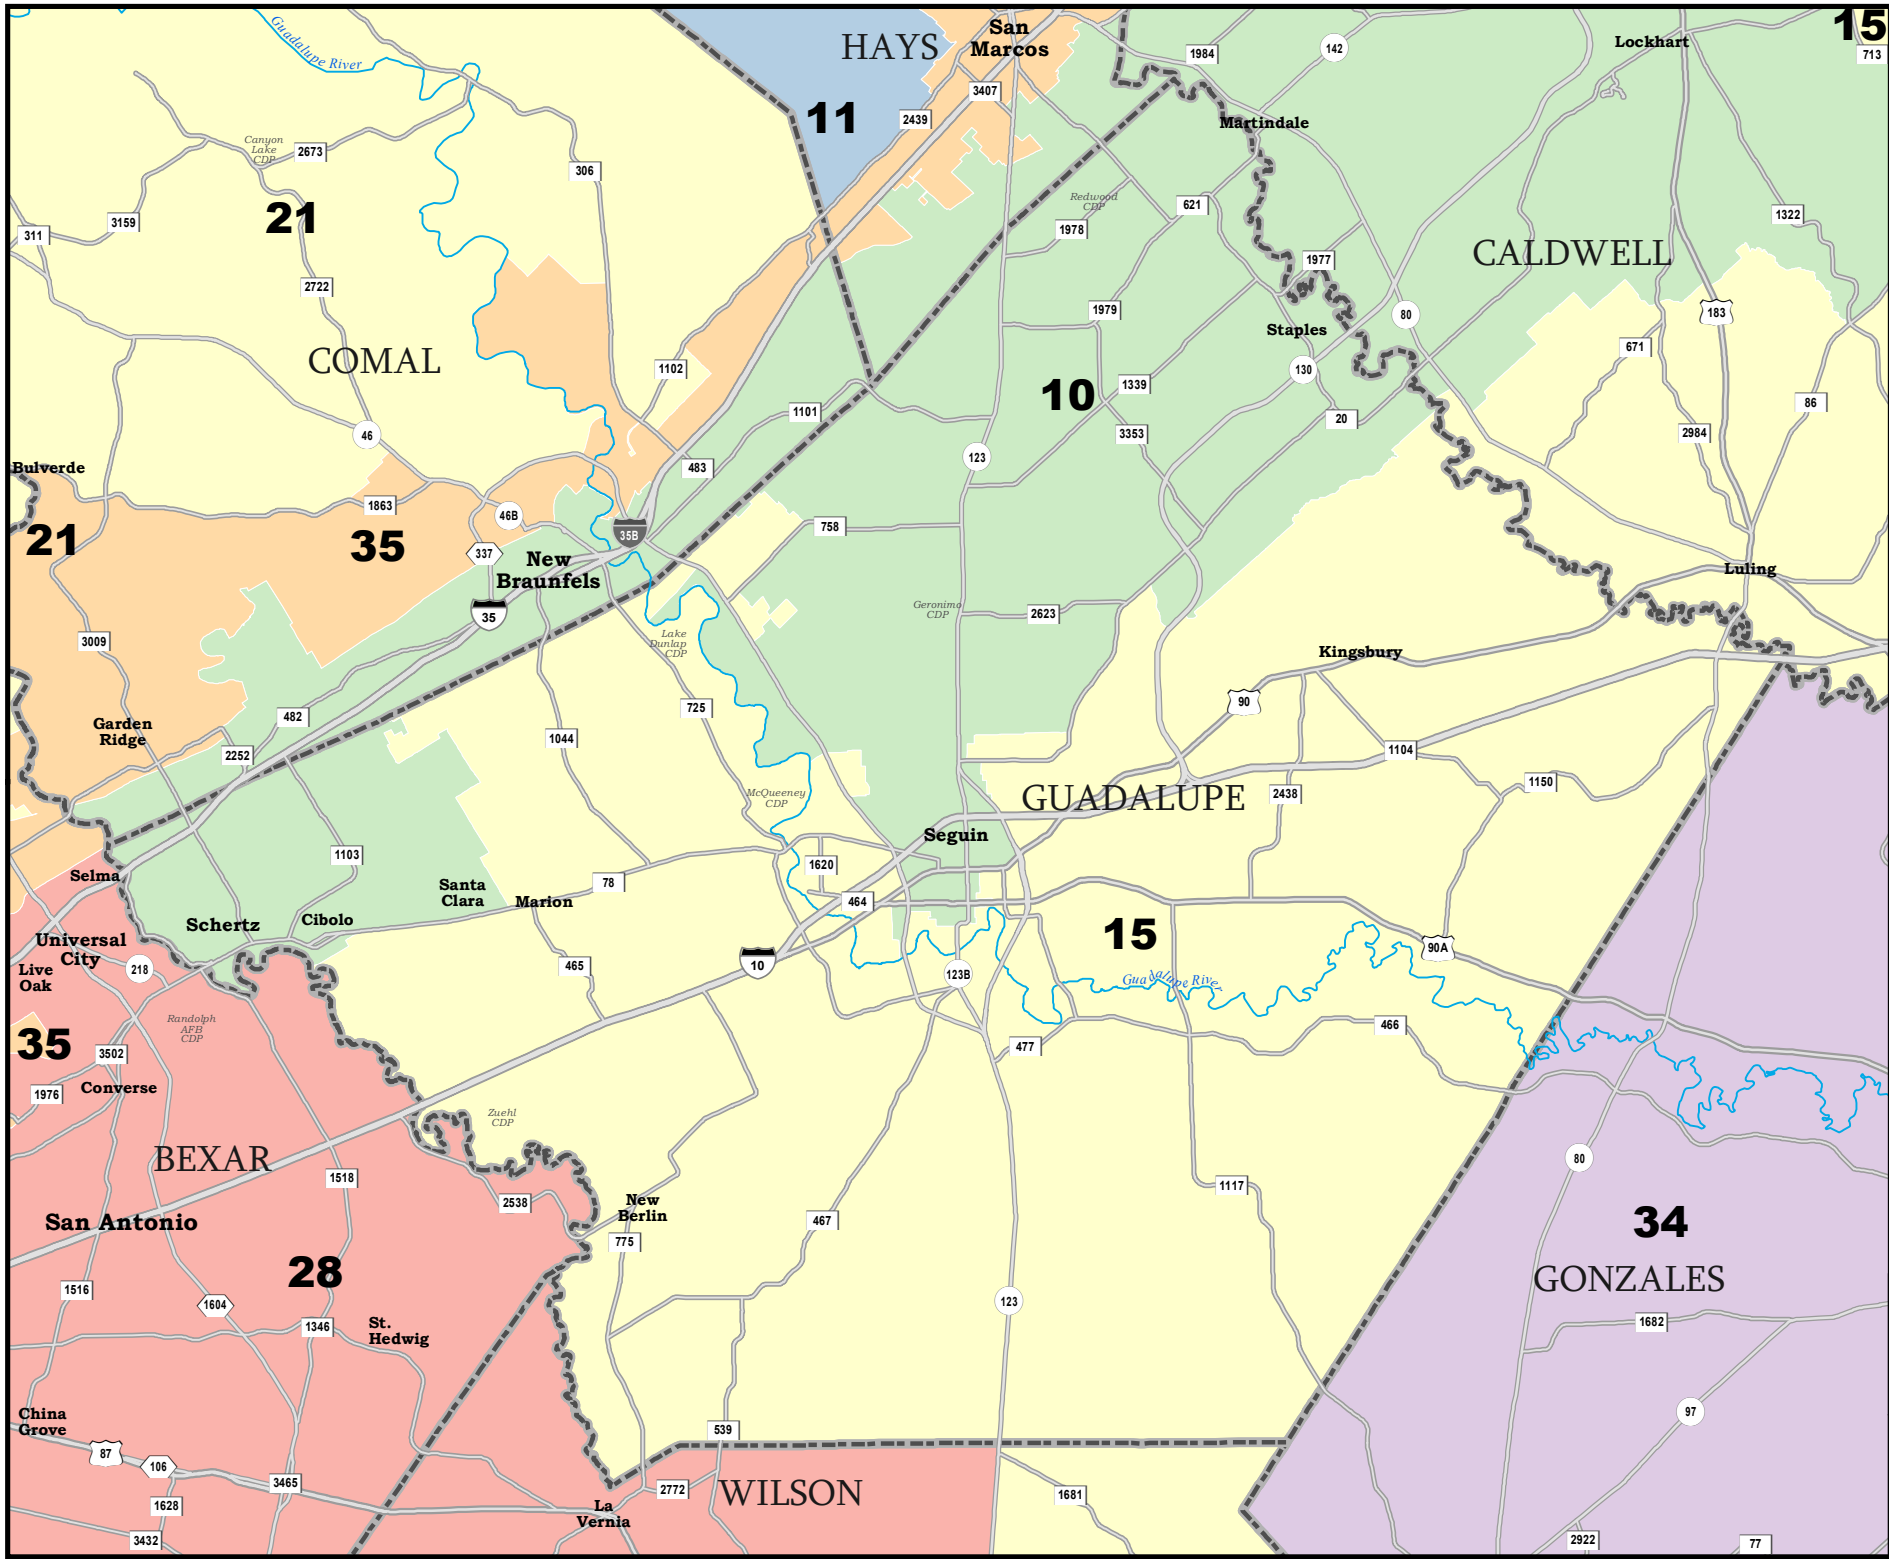 Guadalupe River
HAYS
San
Marcos
1984
142
Lockhart
15
713
3407
11
2439
Martindale
Canyon
Lake
CDP
2673
306
21
3159
311
Redwood
CDP
621
1978
1322
CALDWELL
1977
2722
1979
80
183
Staples
COMAL
1102
130
671
10
1339
1101
20
86
46
3353
2984
123
Bulverde
483
1863
46B
758
35B
21
35
337
New
Braunfels
Luling
35
Geronimo
CDP
2623
Lake
Dunlap
CDP
3009
Kingsbury
90
725
482
Garden
Ridge
1044
2252
1104
1150
2438
McQueeney
CDP
GUADALUPE
Seguin
1103
1620
Selma
Santa
Clara
78
Marion
464
Schertz
Cibolo
15
Universal
City
90A
Live
Oak
218
465
10
123B
Guadalupe River
Randolph
AFB
CDP
35
466
477
3502
Converse
1976
Zuehl
CDP
BEXAR
80
1518
1117
2538
New
Berlin
San Antonio
467
34
775
28
GONZALES
1516
1604
123
1346
St.
Hedwig
1682
China
Grove
97
539
87
106
3465
2772
WILSON
1681
1628
La
Vernia
3432
2922
77